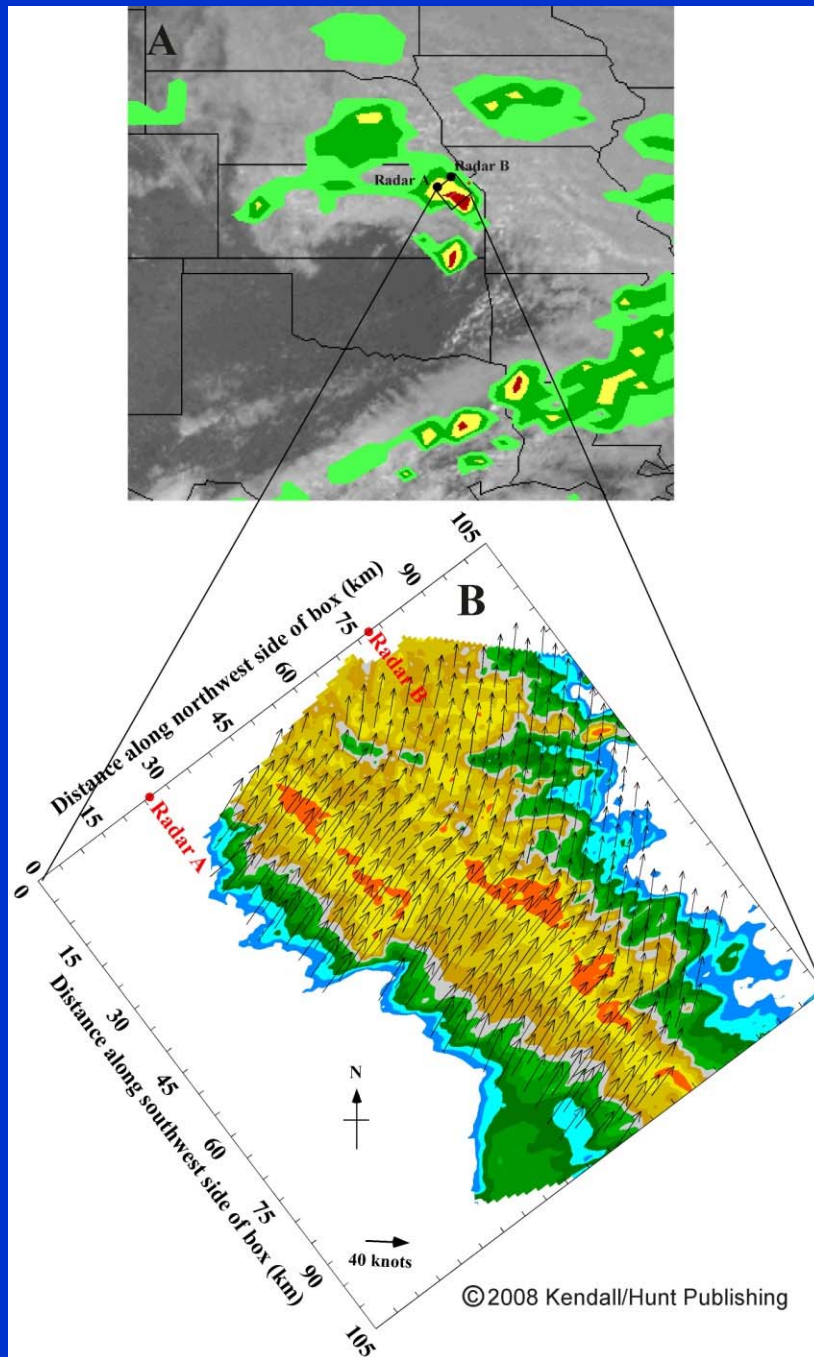 A
Radar B
Radar A
B
Distance along northwest side of box (km)
0
15
30
45
60
75
90
105
Radar A
Radar B
Distance along southwest side of box (km)
0
15
30
45
60
75
90
105
N
40 knots
©2008 Kendall/Hunt Publishing